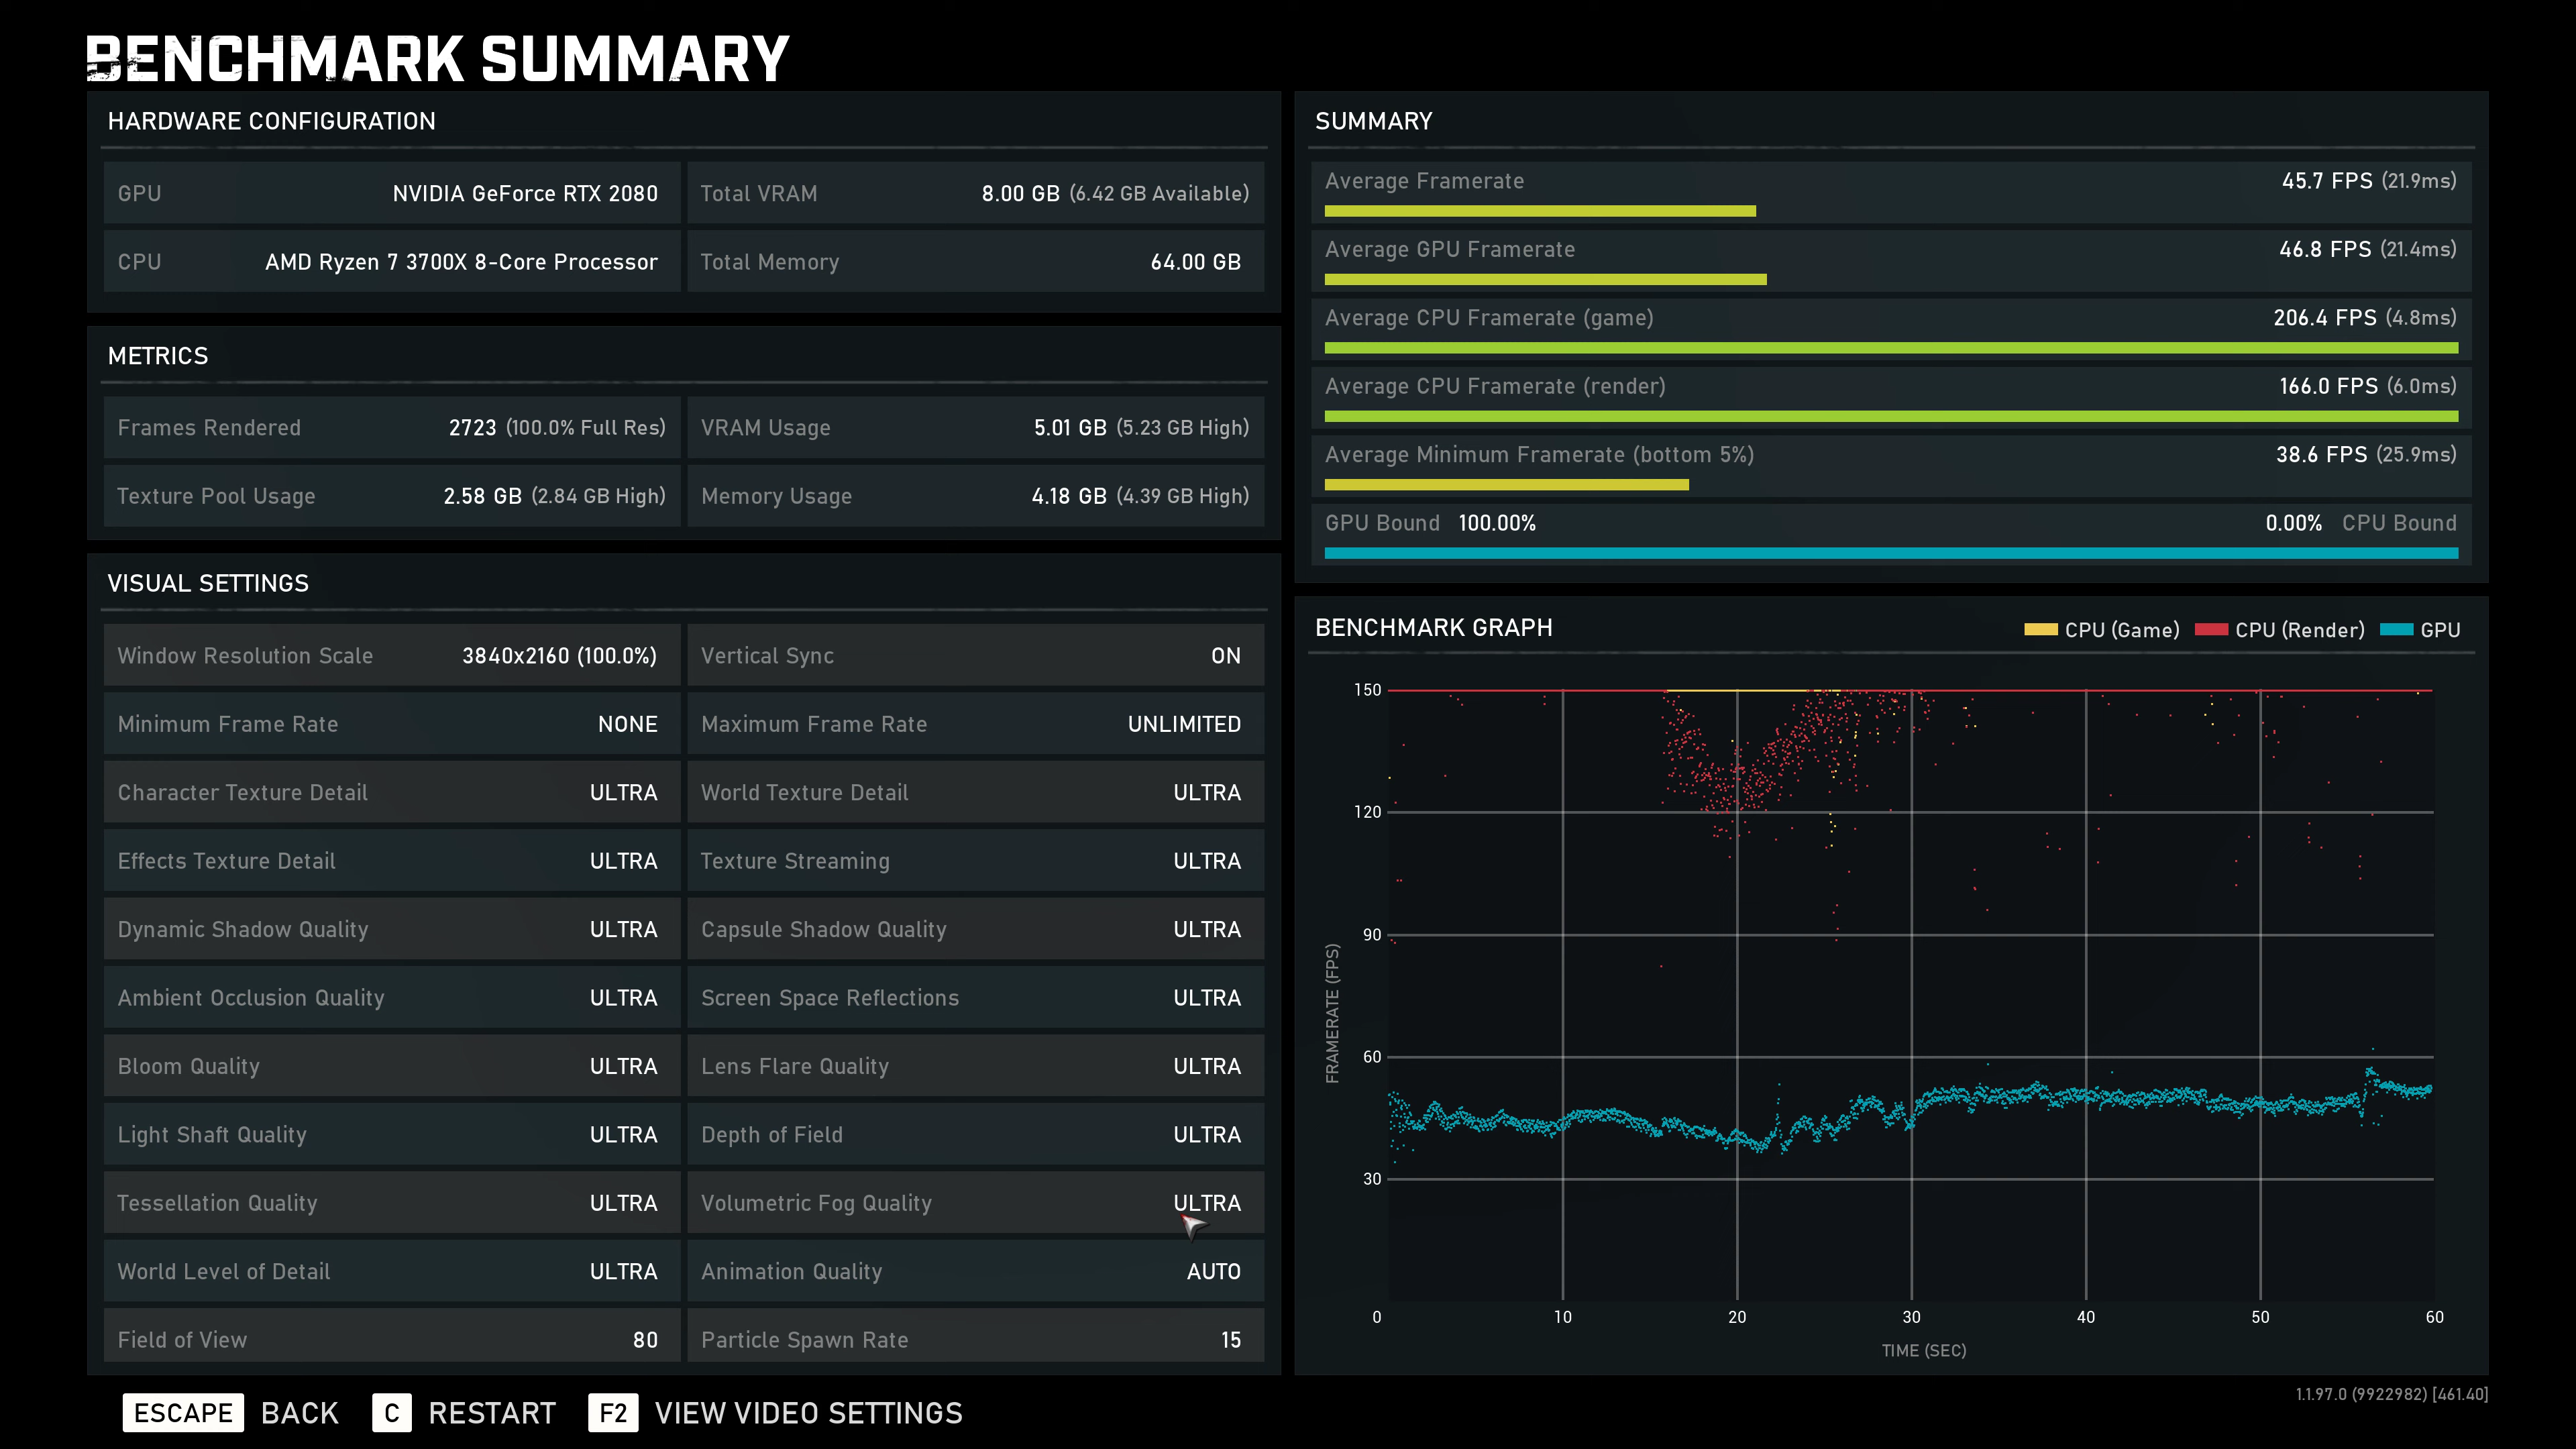 BENCHMARK SUMMARY
HARDWARE CONFIGURATION
GPU NVIDIA GeForce RTX 2080
Total VRAM 8.00 GB (6.42 GB Available)
CPU AMD Ryzen 7 3700X 8-Core Processor
Total Memory 64.00 GB
METRICS
Frames Rendered 2723 (100.0% Full Res)
VRAM Usage 5.01 GB (5.23 GB High)
Texture Pool Usage 2.58 GB (2.84 GB High)
Memory Usage 4.18 GB (4.39 GB High)
VISUAL SETTINGS
Window Resolution Scale 3840x2160 (100.0%)
Vertical Sync ON
Minimum Frame Rate NONE
Maximum Frame Rate UNLIMITED
Character Texture Detail ULTRA
World Texture Detail ULTRA
Effects Texture Detail ULTRA
Texture Streaming ULTRA
Dynamic Shadow Quality ULTRA
Capsule Shadow Quality ULTRA
Ambient Occlusion Quality ULTRA
Screen Space Reflections ULTRA
Bloom Quality ULTRA
Lens Flare Quality ULTRA
Light Shaft Quality ULTRA
Depth of Field ULTRA
Tessellation Quality ULTRA
Volumetric Fog Quality ULTRA
World Level of Detail ULTRA
Animation Quality AUTO
Field of View 80
Particle Spawn Rate 15
SUMMARY
Average Framerate 45.7 FPS (21.9ms)
Average GPU Framerate 46.8 FPS (21.4ms)
Average CPU Framerate (game) 206.4 FPS (4.8ms)
Average CPU Framerate (render) 166.0 FPS (6.0ms)
Average Minimum Framerate (bottom 5%) 38.6 FPS (25.9ms)
GPU Bound 100.00% 0.00% CPU Bound
BENCHMARK GRAPH
CPU (Game) CPU (Render) GPU
150
120
90
60
30
FRAMERATE (FPS)
0 10 20 30 40 50 60
TIME (SEC)
ESCAPE BACK C RESTART F2 VIEW VIDEO SETTINGS
1.1.97.0 (9922982) [461.40]